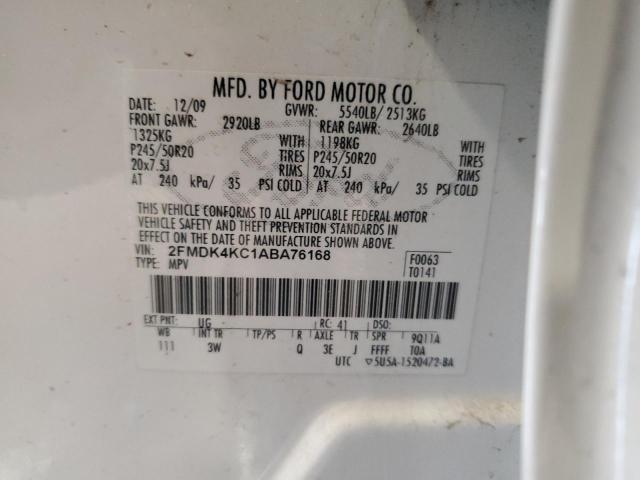 MFD. BY FORD MOTOR CO.
DATE: 12/09 GVWR: 5540LB/ 2513KG
FRONT GAWR: 2920LB REAR GAWR: 2640LB
1325KG WITH 1198KG WITH
P245/50R20 TIRES P245/50R20 TIRES
20x7.5J RIMS 20x7.5J RIMS
AT 240 kPa/ 35 PSI COLD AT 240 kPa/ 35 PSI COLD
THIS VEHICLE CONFORMS TO ALL APPLICABLE FEDERAL MOTOR
VEHICLE SAFETY AND THEFT PREVENTION STANDARDS IN
EFFECT ON THE DATE OF MANUFACTURE SHOWN ABOVE.
VIN: 2FMDK4KC1ABA76168 F0063
TYPE: MPV T0141
EXT PNT: UG RC: 41 DSO:
WB INT TR TP/PS R AXLE TR SPR 9Q11A
111 3W Q 3E J FFFF T0A
UTC ▽5U5A-1520472-BA